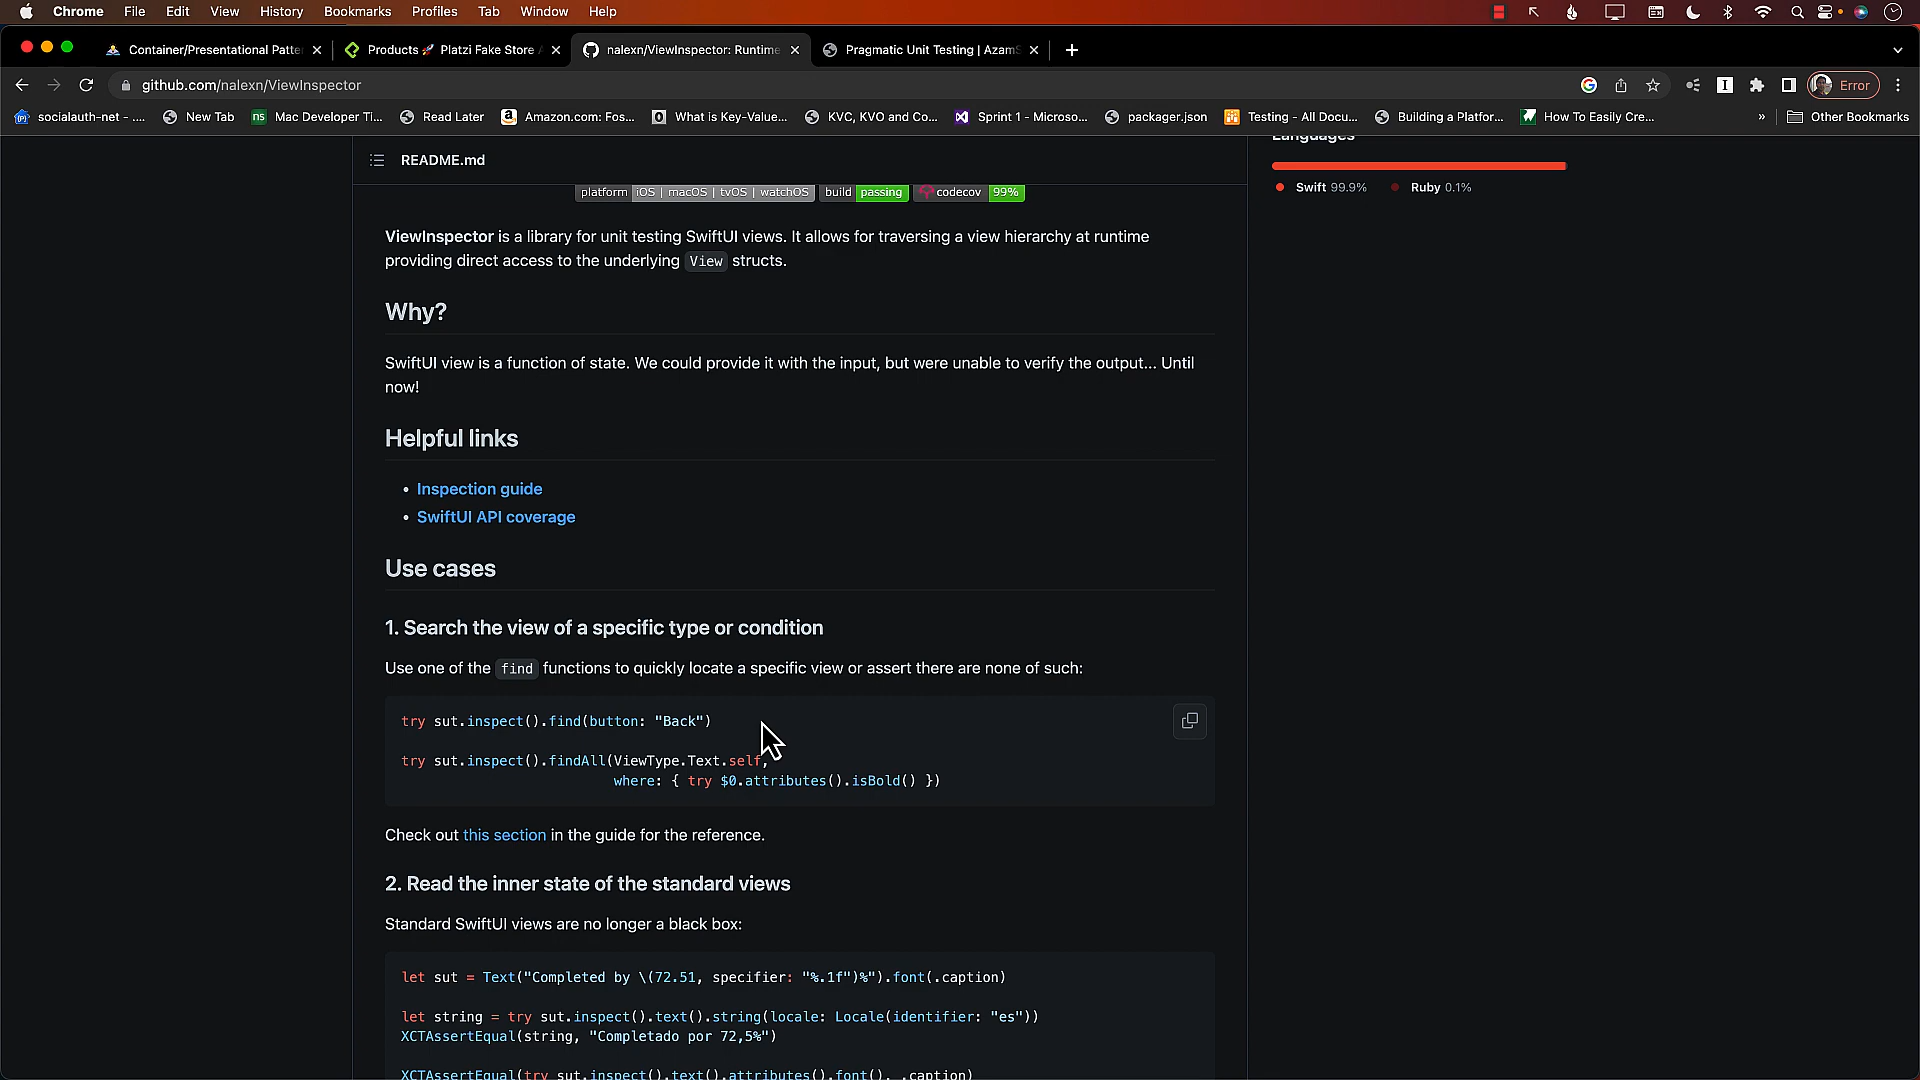 Chrome File Edit View History Bookmarks Profiles Tab Window Help
Container/Presentational Patte
Products 🚀 Platzi Fake Store A
nalexn/ViewInspector: Runtime
Pragmatic Unit Testing | AzamS
github.com/nalexn/ViewInspector
Error
socialauth-net - ....
New Tab
ns Mac Developer Ti...
Read Later
Amazon.com: Fos...
What is Key-Value...
KVC, KVO and Co...
Sprint 1 - Microso...
packager.json
Testing - All Docu...
Building a Platfor...
How To Easily Cre...
»
Other Bookmarks
README.md
Languages
Swift 99.9% Ruby 0.1%
platform iOS | macOS | tvOS | watchOS build passing codecov 99%
ViewInspector is a library for unit testing SwiftUI views. It allows for traversing a view hierarchy at runtime
providing direct access to the underlying View structs.
Why?
SwiftUI view is a function of state. We could provide it with the input, but were unable to verify the output... Until
now!
Helpful links
• Inspection guide
• SwiftUI API coverage
Use cases
1. Search the view of a specific type or condition
Use one of the find functions to quickly locate a specific view or assert there are none of such:
try sut.inspect().find(button: "Back")
try sut.inspect().findAll(ViewType.Text.self,
where: { try $0.attributes().isBold() })
Check out this section in the guide for the reference.
2. Read the inner state of the standard views
Standard SwiftUI views are no longer a black box:
let sut = Text("Completed by \(72.51, specifier: "%.1f")%").font(.caption)
let string = try sut.inspect().text().string(locale: Locale(identifier: "es"))
XCTAssertEqual(string, "Completado por 72,5%")
XCTAssertEqual(try sut.inspect().text().attributes().font(), .caption)